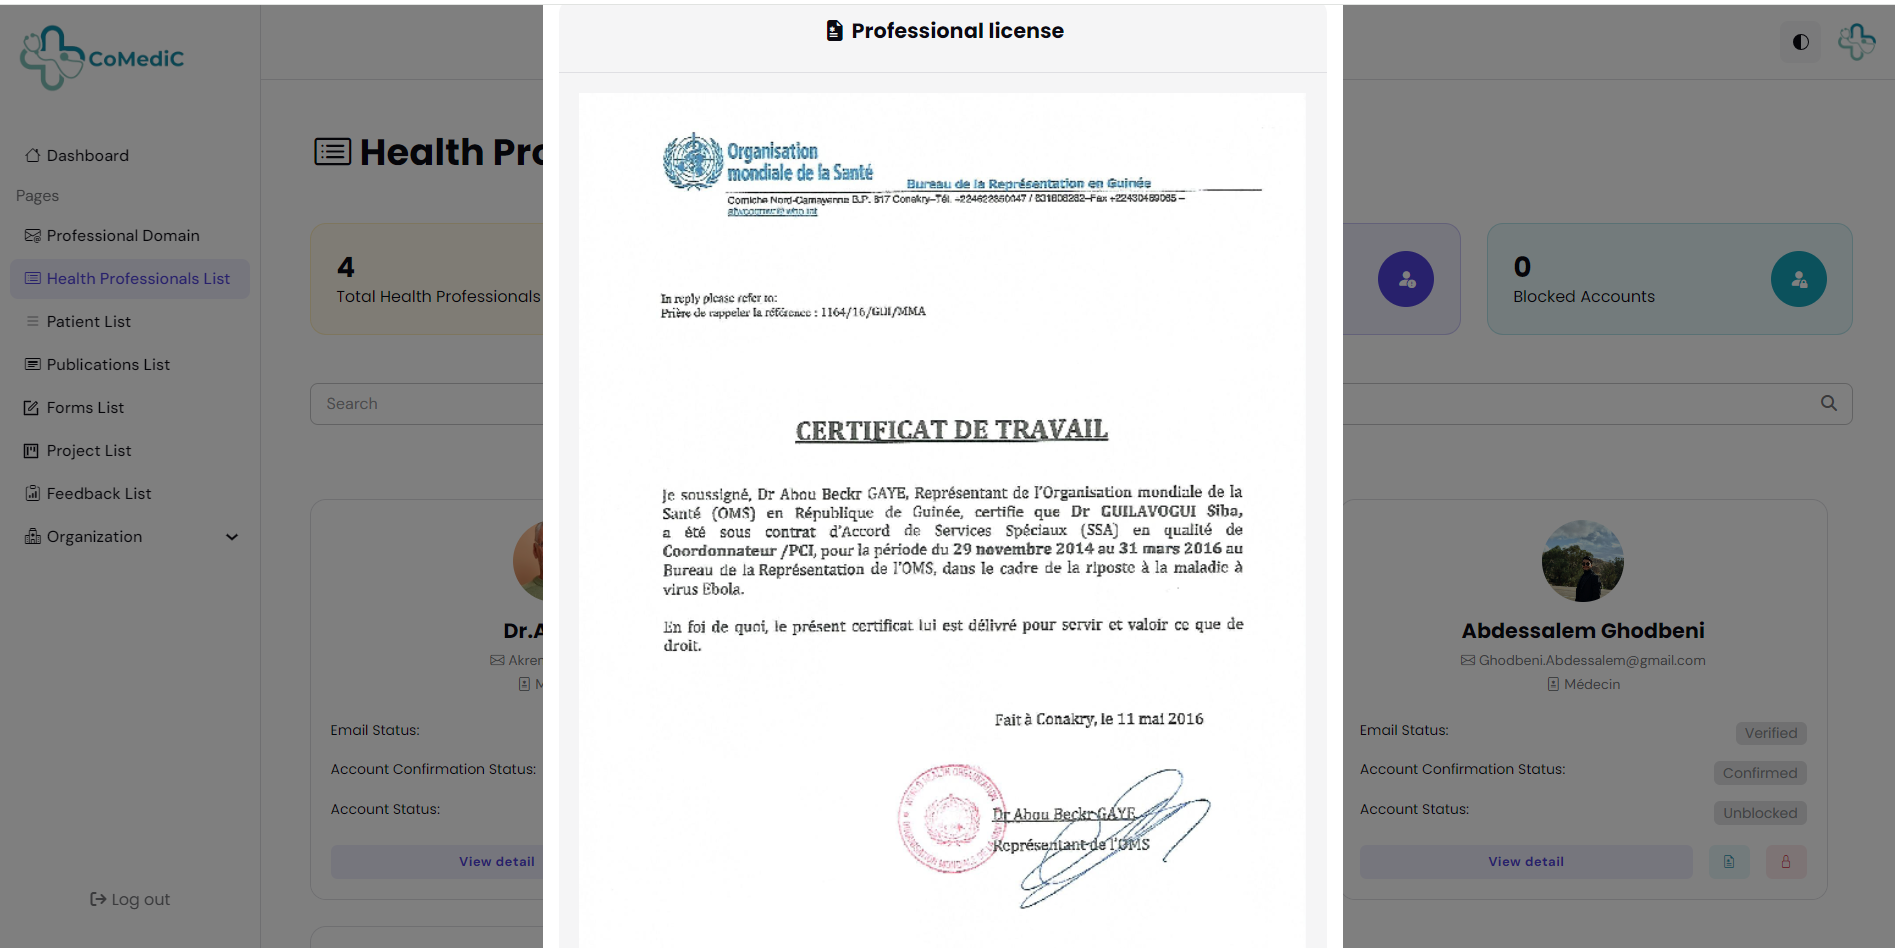 CoMediC
Dashboard
Pages
Professional Domain
Health Professionals List
Patient List
Publications List
Forms List
Project List
Feedback List
Organization
Log out
Health Pro
4
Total Health Professionals
0
Blocked Accounts
Search
Dr.A
Akrer
M
Email Status:
Account Confirmation Status:
Account Status:
View detail
Professional license
Organisation
mondiale de la Santé
Bureau de la Représentation en Guinée
Corniche Nord-Camayenne B.P. 817 Conakry–Tél.
In reply please refer to:
Prière de rappeler la référence : 1164/16/GUI/MMA
CERTIFICAT DE TRAVAIL
Je soussigné, Dr Abou Beckr GAYE, Représentant de l'Organisation mondiale de la
Santé (OMS) en République de Guinée, certifie que Dr GUILAVOGUI Siba,
a été sous contrat d'Accord de Services Spéciaux (SSA) en qualité de
Coordonnateur /PCI, pour la période du 29 novembre 2014 au 31 mars 2016 au
Bureau de la Représentation de l'OMS, dans le cadre de la riposte à la maladie à
virus Ebola.
En foi de quoi, le présent certificat lui est délivré pour servir et valoir ce que de
droit.
Fait à Conakry, le 11 mai 2016
Dr Abou Beckr GAYE
Représentant de l'OMS
WORLD HEALTH ORGANIZATION
ORGANISATION MONDIALE DE LA SANTE
Abdessalem Ghodbeni
Ghodbeni.Abdessalem@gmail.com
Médecin
Email Status:
Verified
Account Confirmation Status:
Confirmed
Account Status:
Unblocked
View detail